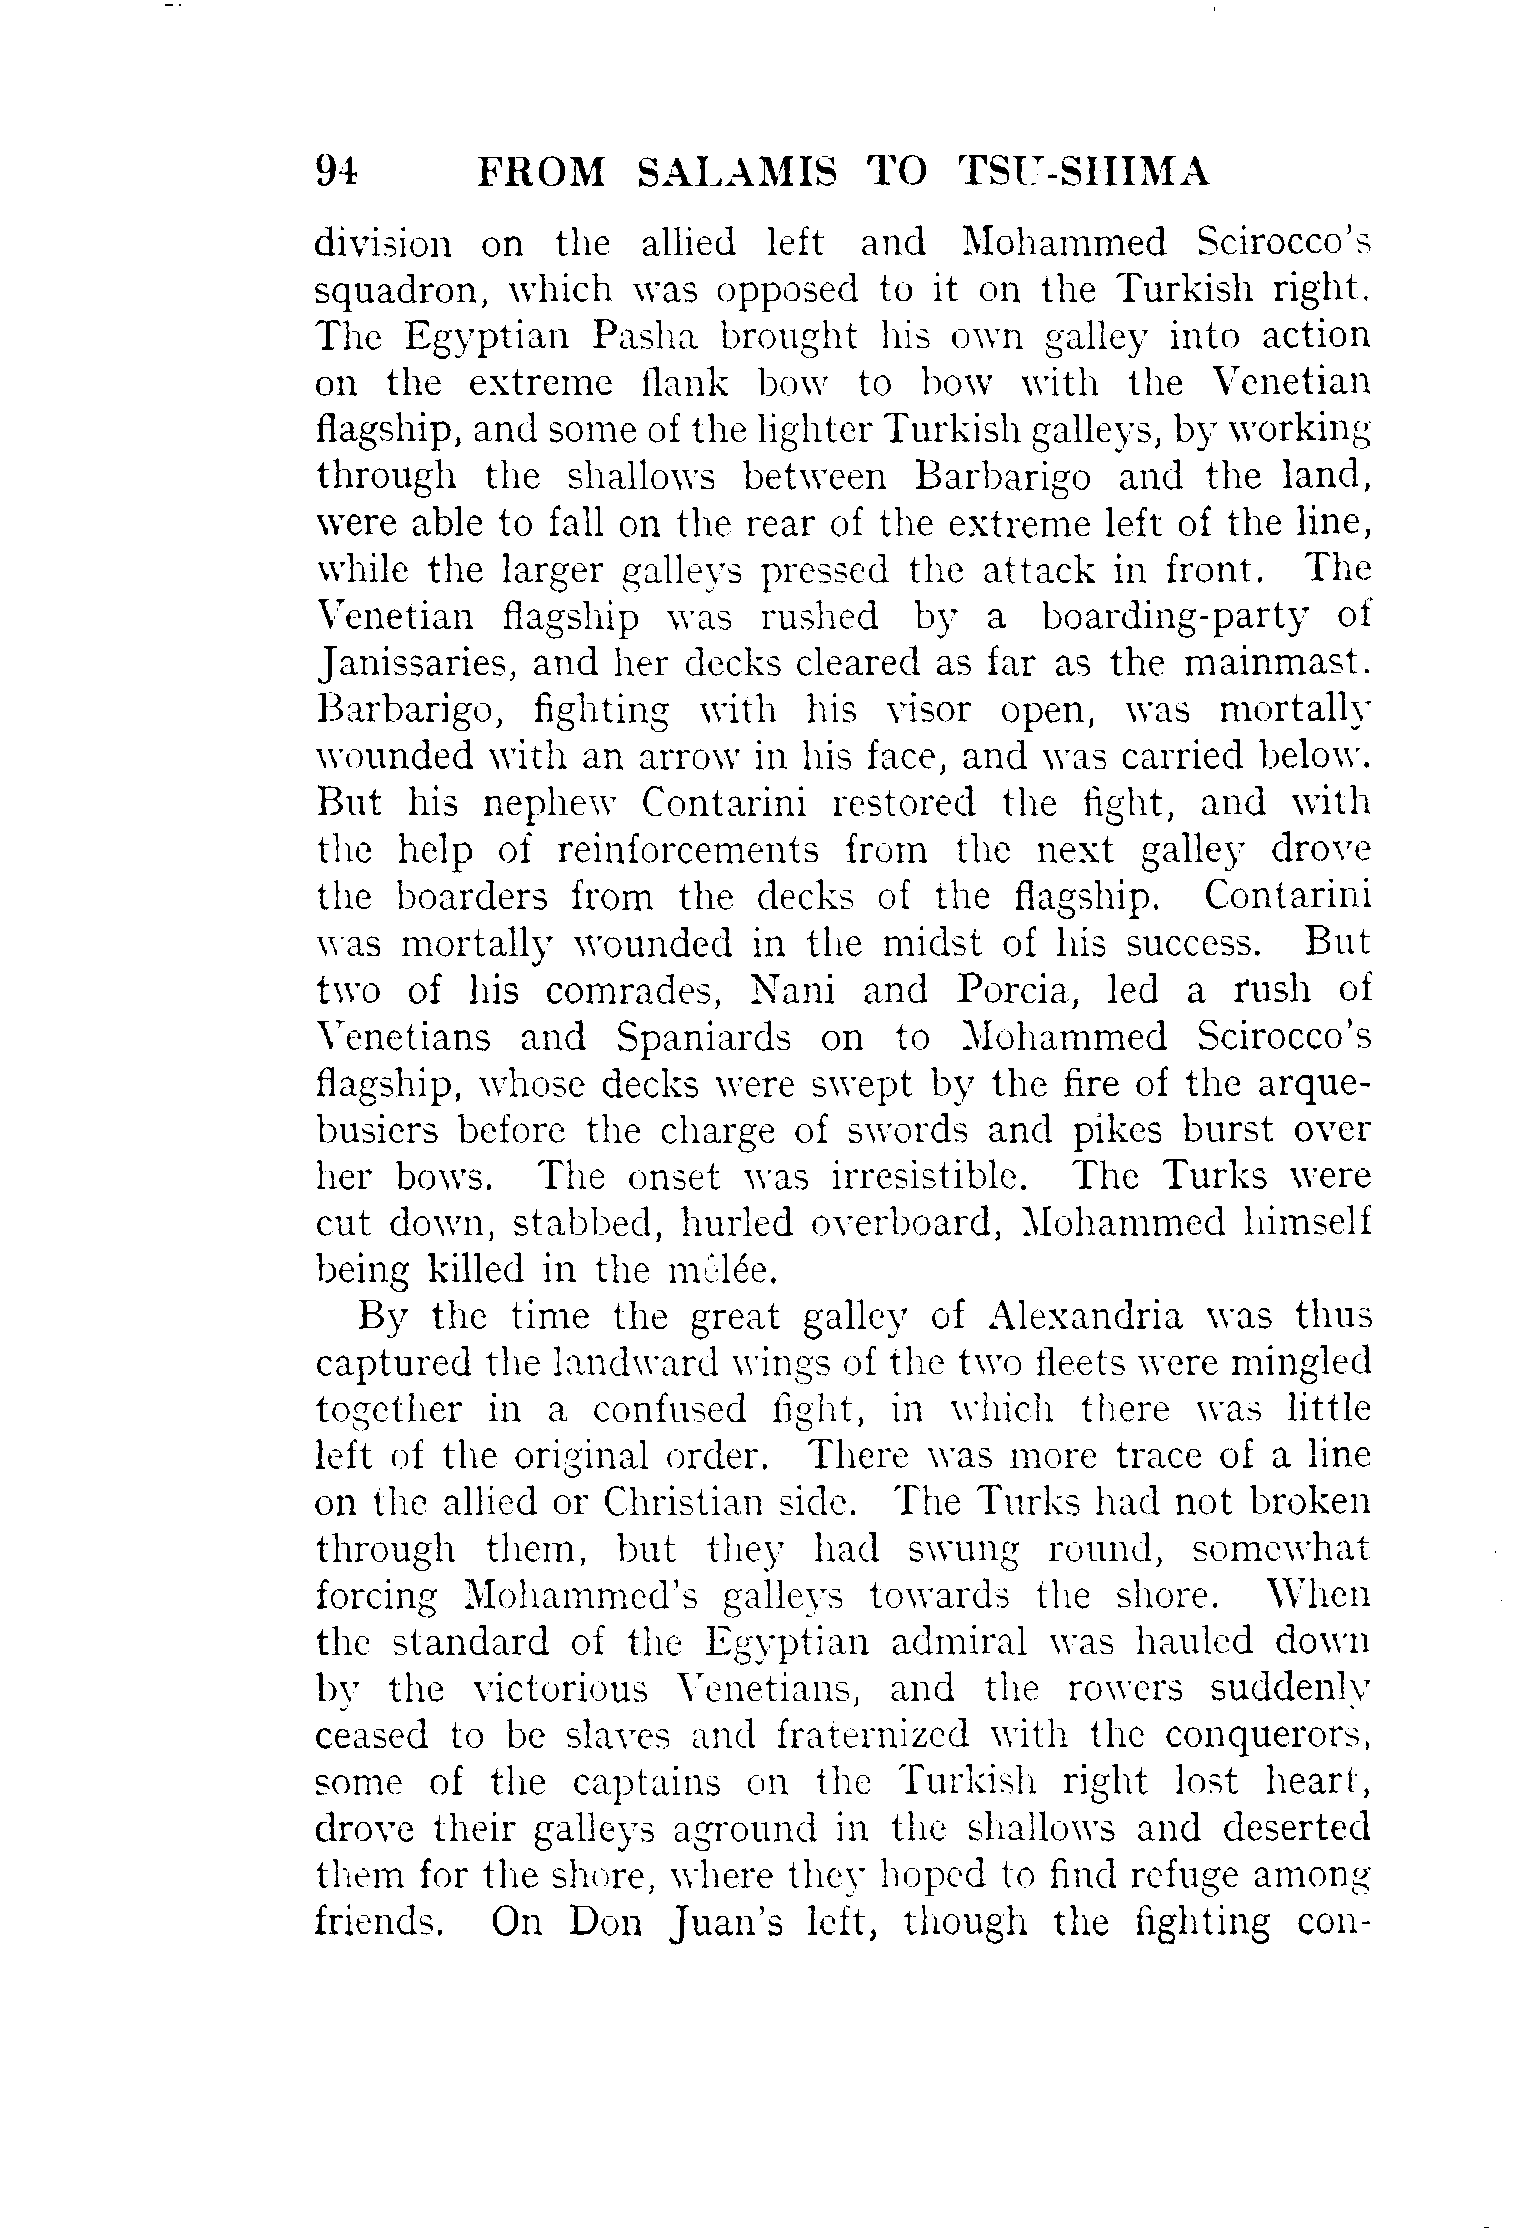 94 FROM SALAMIS TO TSU-SHIMA
division on the allied left and Mohammed Scirocco's
squadron, which was opposed to it on the Turkish right.
The Egyptian Pasha brought his own galley into action
on the extreme flank bow to bow with the Venetian
flagship, and some of the lighter Turkish galleys, by working
through the shallows between Barbarigo and the land,
were able to fall on the rear of the extreme left of the line,
while the larger galleys pressed the attack in front. The
Venetian flagship was rushed by a boarding-party of
Janissaries, and her decks cleared as far as the mainmast.
Barbarigo, fighting with his visor open, was mortally
wounded with an arrow in his face, and was carried below.
But his nephew Contarini restored the fight, and with
the help of reinforcements from the next galley drove
the boarders from the decks of the flagship. Contarini
was mortally wounded in the midst of his success. But
two of his comrades, Nani and Porcia, led a rush of
Venetians and Spaniards on to Mohammed Scirocco's
flagship, whose decks were swept by the fire of the arque-
busiers before the charge of swords and pikes burst over
her bows. The onset was irresistible. The Turks were
cut down, stabbed, hurled overboard, Mohammed himself
being killed in the mêlée.
By the time the great galley of Alexandria was thus
captured the landward wings of the two fleets were mingled
together in a confused fight, in which there was little
left of the original order. There was more trace of a line
on the allied or Christian side. The Turks had not broken
through them, but they had swung round, somewhat
forcing Mohammed's galleys towards the shore. When
the standard of the Egyptian admiral was hauled down
by the victorious Venetians, and the rowers suddenly
ceased to be slaves and fraternized with the conquerors,
some of the captains on the Turkish right lost heart,
drove their galleys aground in the shallows and deserted
them for the shore, where they hoped to find refuge among
friends. On Don Juan's left, though the fighting con-